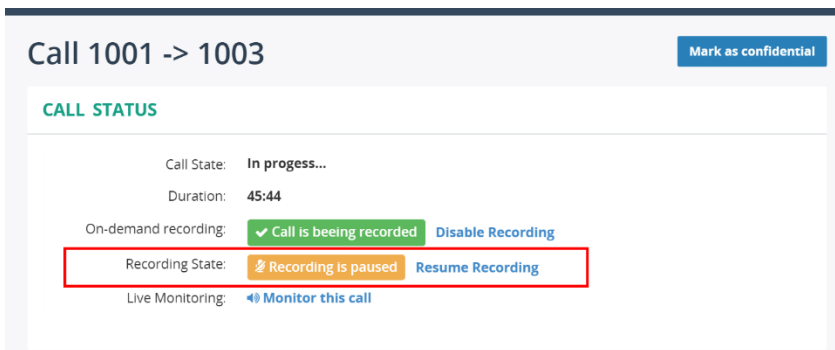 Call 1001 -> 1003
Mark as confidential
CALL STATUS
Call State: In progess...
Duration: 45:44
On-demand recording: Call is beeing recorded Disable Recording
Recording State: Recording is paused Resume Recording
Live Monitoring: Monitor this call